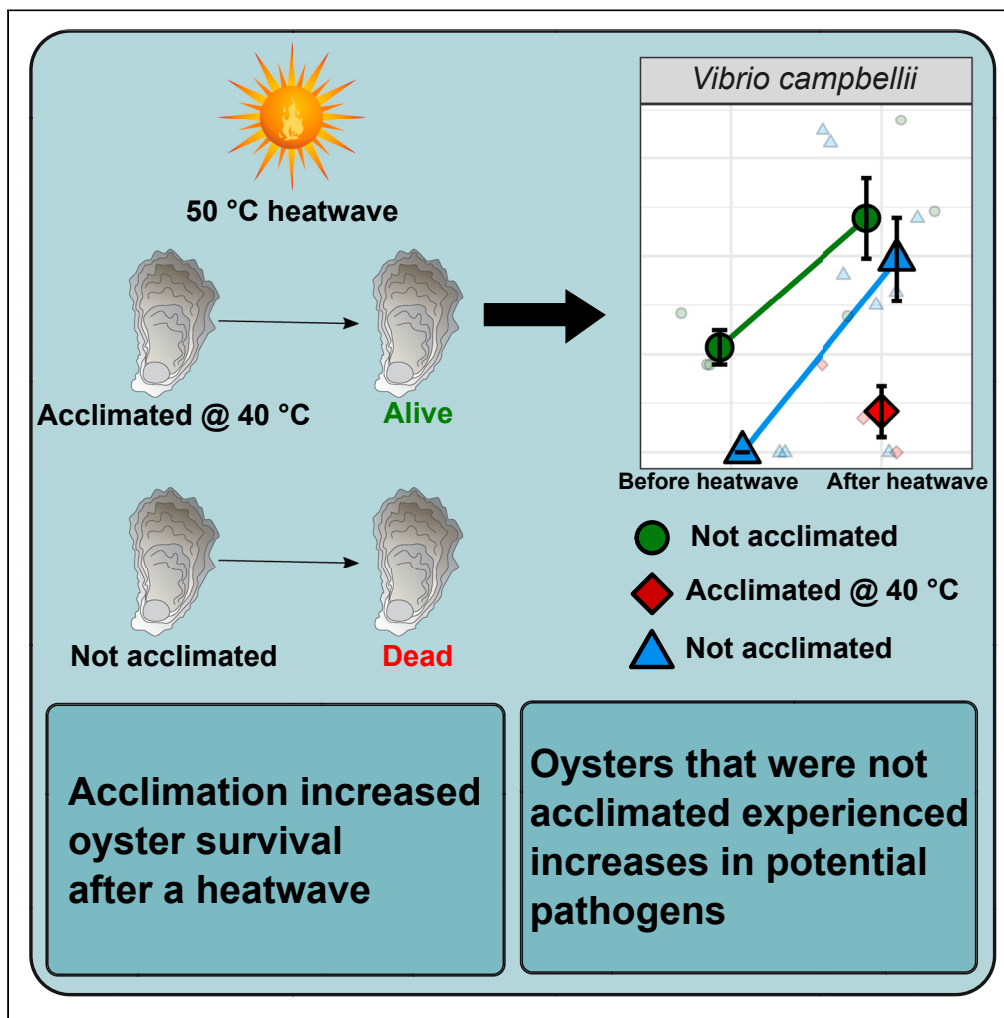 50 °C heatwave
Acclimated @ 40 °C
Alive
Not acclimated
Dead
Vibrio campbellii
Before heatwave
After heatwave
Not acclimated
Acclimated @ 40 °C
Not acclimated
Acclimation increased
oyster survival
after a heatwave
Oysters that were not
acclimated experienced
increases in potential
pathogens